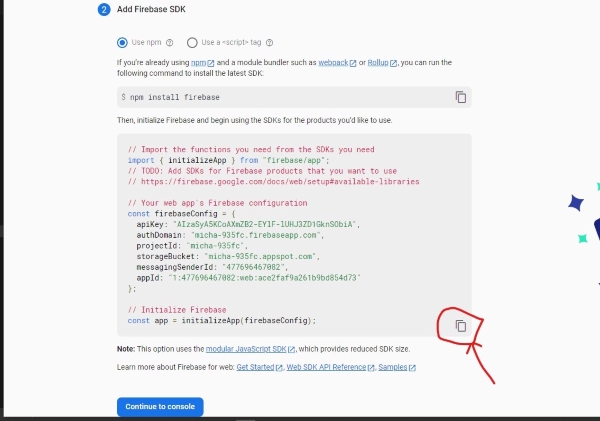 2 Add Firebase SDK
Use npm Use a <script> tag
If you're already using npm and a module bundler such as webpack or Rollup, you can run the
following command to install the latest SDK:
$ npm install firebase
Then, initialize Firebase and begin using the SDKs for the products you'd like to use.
// Import the functions you need from the SDKs you need
import { initializeApp } from "firebase/app";
// TODO: Add SDKs for Firebase products that you want to use
// https://firebase.google.com/docs/web/setup#available-libraries
// Your web app's Firebase configuration
const firebaseConfig = {
apiKey:
authDomain: "micha-935fc.firebaseapp.com",
projectId: "micha-935fc",
storageBucket: "micha-935fc.appspot.com",
messagingSenderId: "477696467082",
appId: "1:477696467082:web:ace2faf9a261b9bd854d73"
};
// Initialize Firebase
const app = initializeApp(firebaseConfig);
Note: This option uses the modular JavaScript SDK, which provides reduced SDK size.
Learn more about Firebase for web: Get Started, Web SDK API Reference, Samples
Continue to console